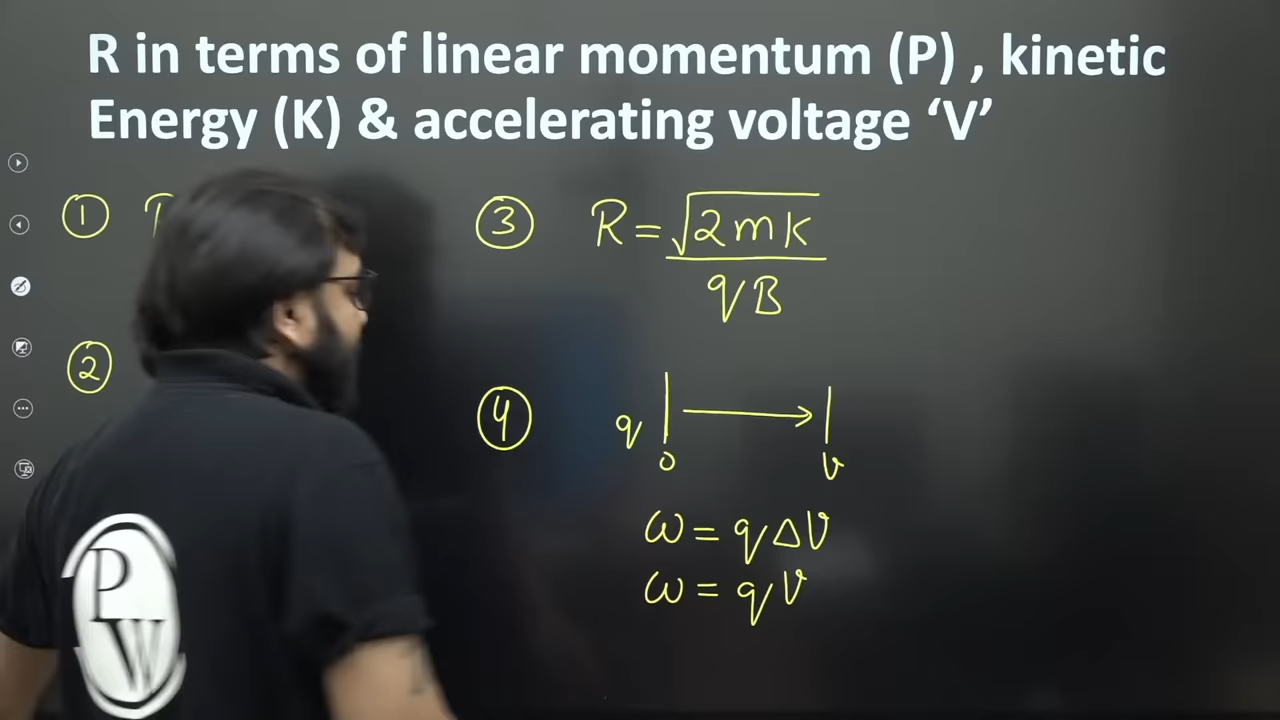 R in terms of linear momentum (P) , kinetic
Energy (K) & accelerating voltage ‘V’
①
②
③ R = √2mk / qB
④ q
0 V
W = qΔV
W = qV
PW